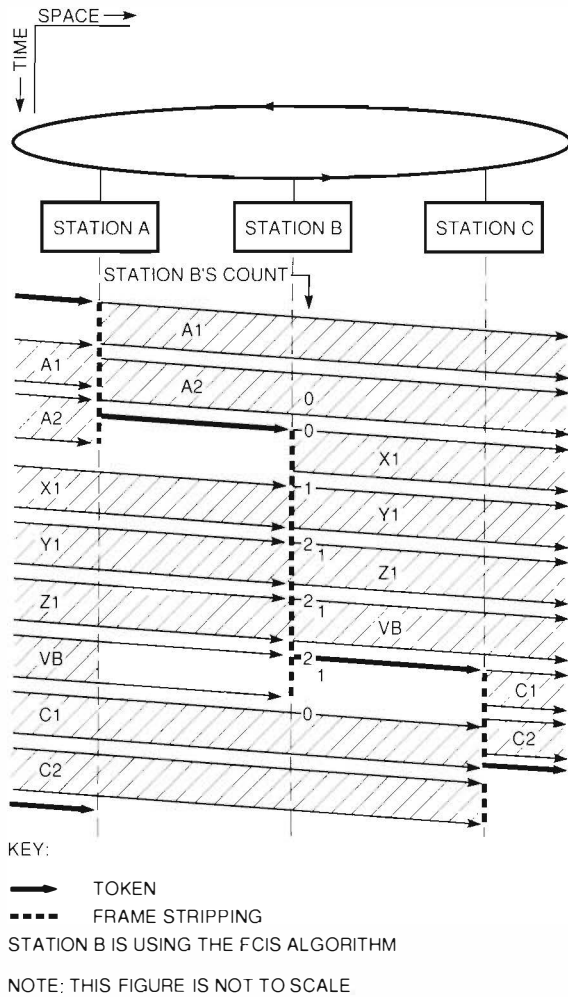 SPACE
TIME
STATION A STATION B STATION C
STATION B'S COUNT
A1
A1
A2
0
A2
0
X1
X1
1
Y1
Y1
2
1
Z1
Z1
2
1
VB
VB
2
1
C1
C1
0
C2
C2
KEY:
TOKEN
FRAME STRIPPING
STATION B IS USING THE FCIS ALGORITHM
NOTE: THIS FIGURE IS NOT TO SCALE